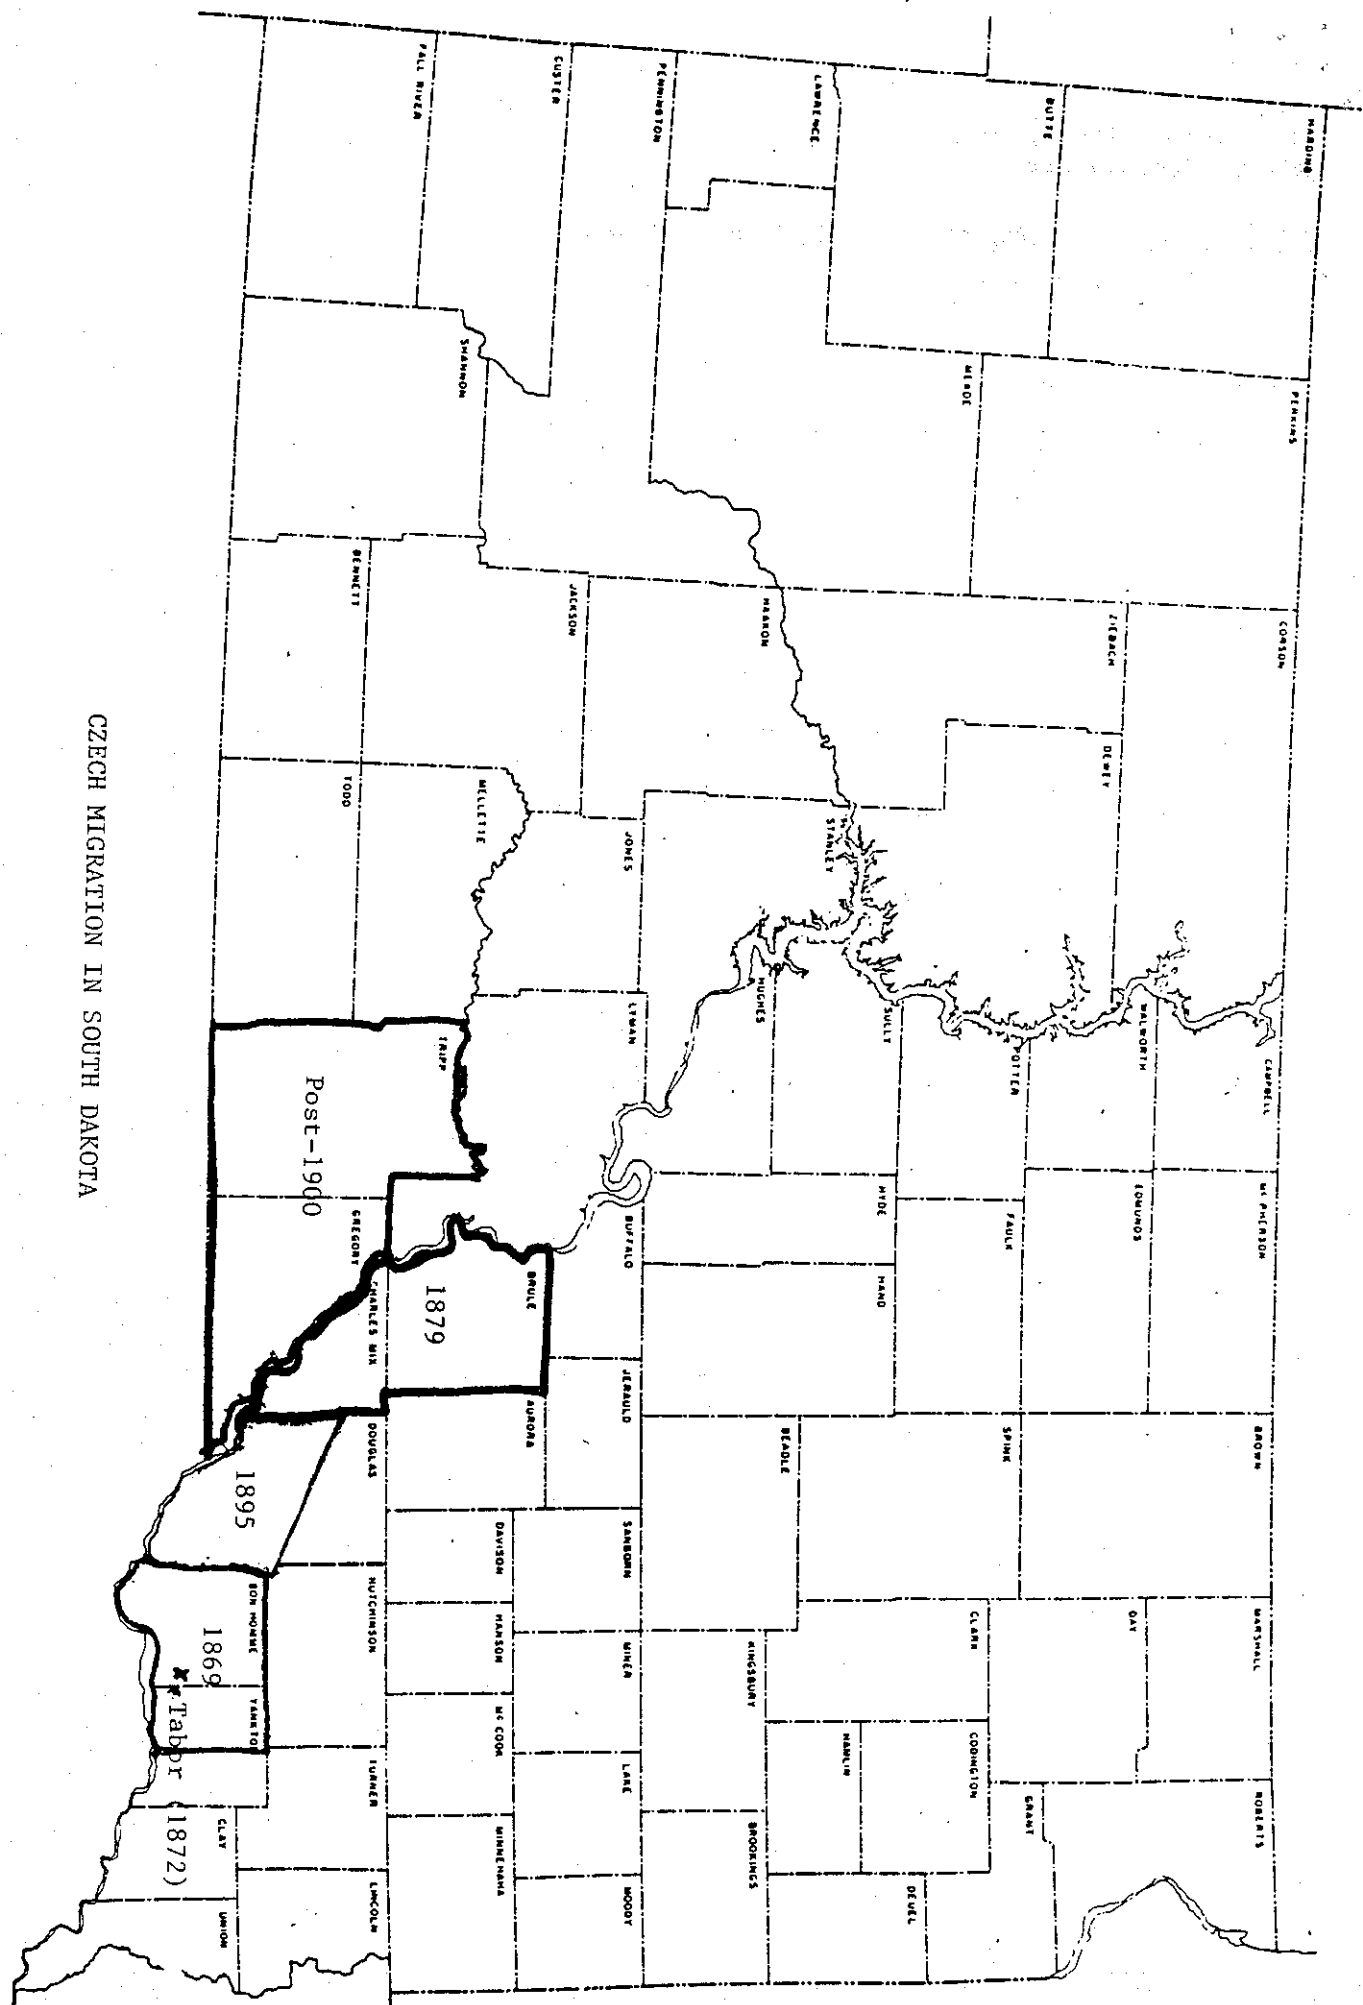 HARDING
PERKINS
CORSON
CAMPBELL
MC PHERSON
BROWN
MARSHALL
ROBERTS
BUTTE
ZIEBACH
DEWEY
WALWORTH
EDMUNDS
DAY
MEADE
POTTER
FAULK
SPINK
CLARK
CODINGTON
GRANT
LAWRENCE
STANLEY
SULLY
HYDE
HAND
HAMLIN
DEUEL
PENNINGTON
HAAKON
HUGHES
BEADLE
KINGSBURY
BROOKINGS
CUSTER
JACKSON
JONES
LYMAN
BUFFALO
JERAULD
SANBORN
MINER
LAKE
MOODY
FALL RIVER
SHANNON
MELLETTE
TRIPP
BRULE
AURORA
DAVISON
HANSON
MC COOK
MINNEHAHA
1879
BENNETT
TODD
Post-1900
GREGORY
CHARLES MIX
DOUGLAS
HUTCHINSON
TURNER
LINCOLN
1895
BON HOMME
YANKTON
CLAY
UNION
1869
Tabor (1872)
CZECH MIGRATION IN SOUTH DAKOTA